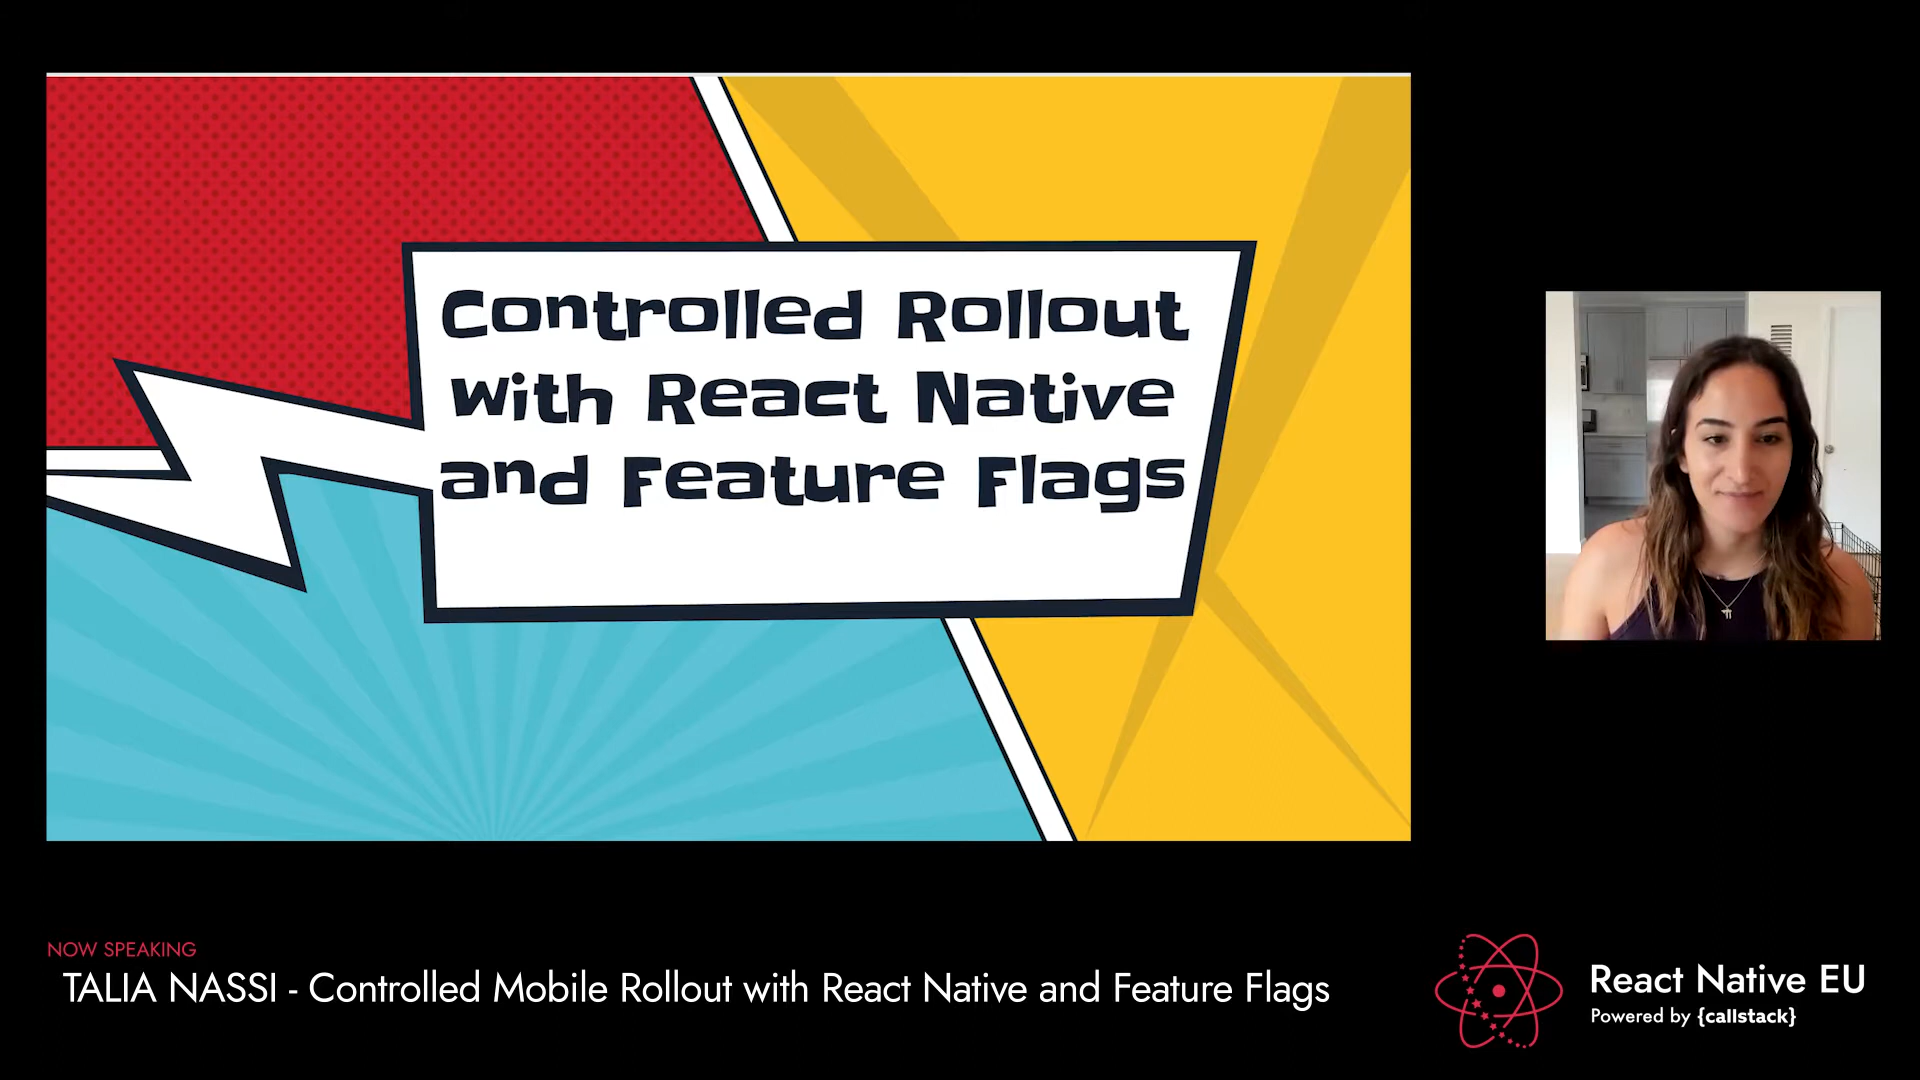 Controlled Rollout
with React Native
and Feature Flags
NOW SPEAKING
TALIA NASSI - Controlled Mobile Rollout with React Native and Feature Flags
React Native EU
Powered by {callstack}